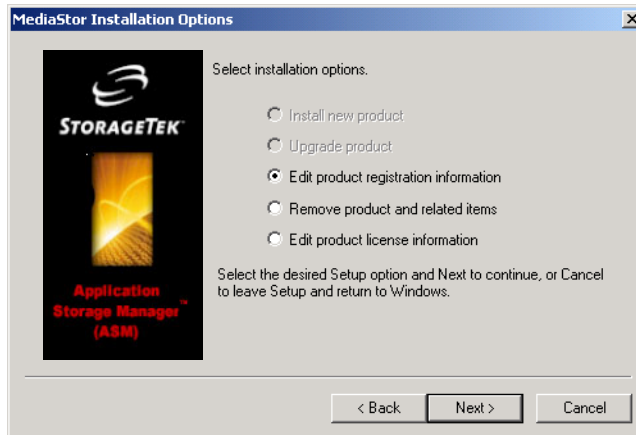 MediaStor Installation Options
STORAGETEK
Application
Storage Manager™
(ASM)
Select installation options.
Install new product
Upgrade product
Edit product registration information
Remove product and related items
Edit product license information
Select the desired Setup option and Next to continue, or Cancel
to leave Setup and return to Windows.
< Back
Next >
Cancel